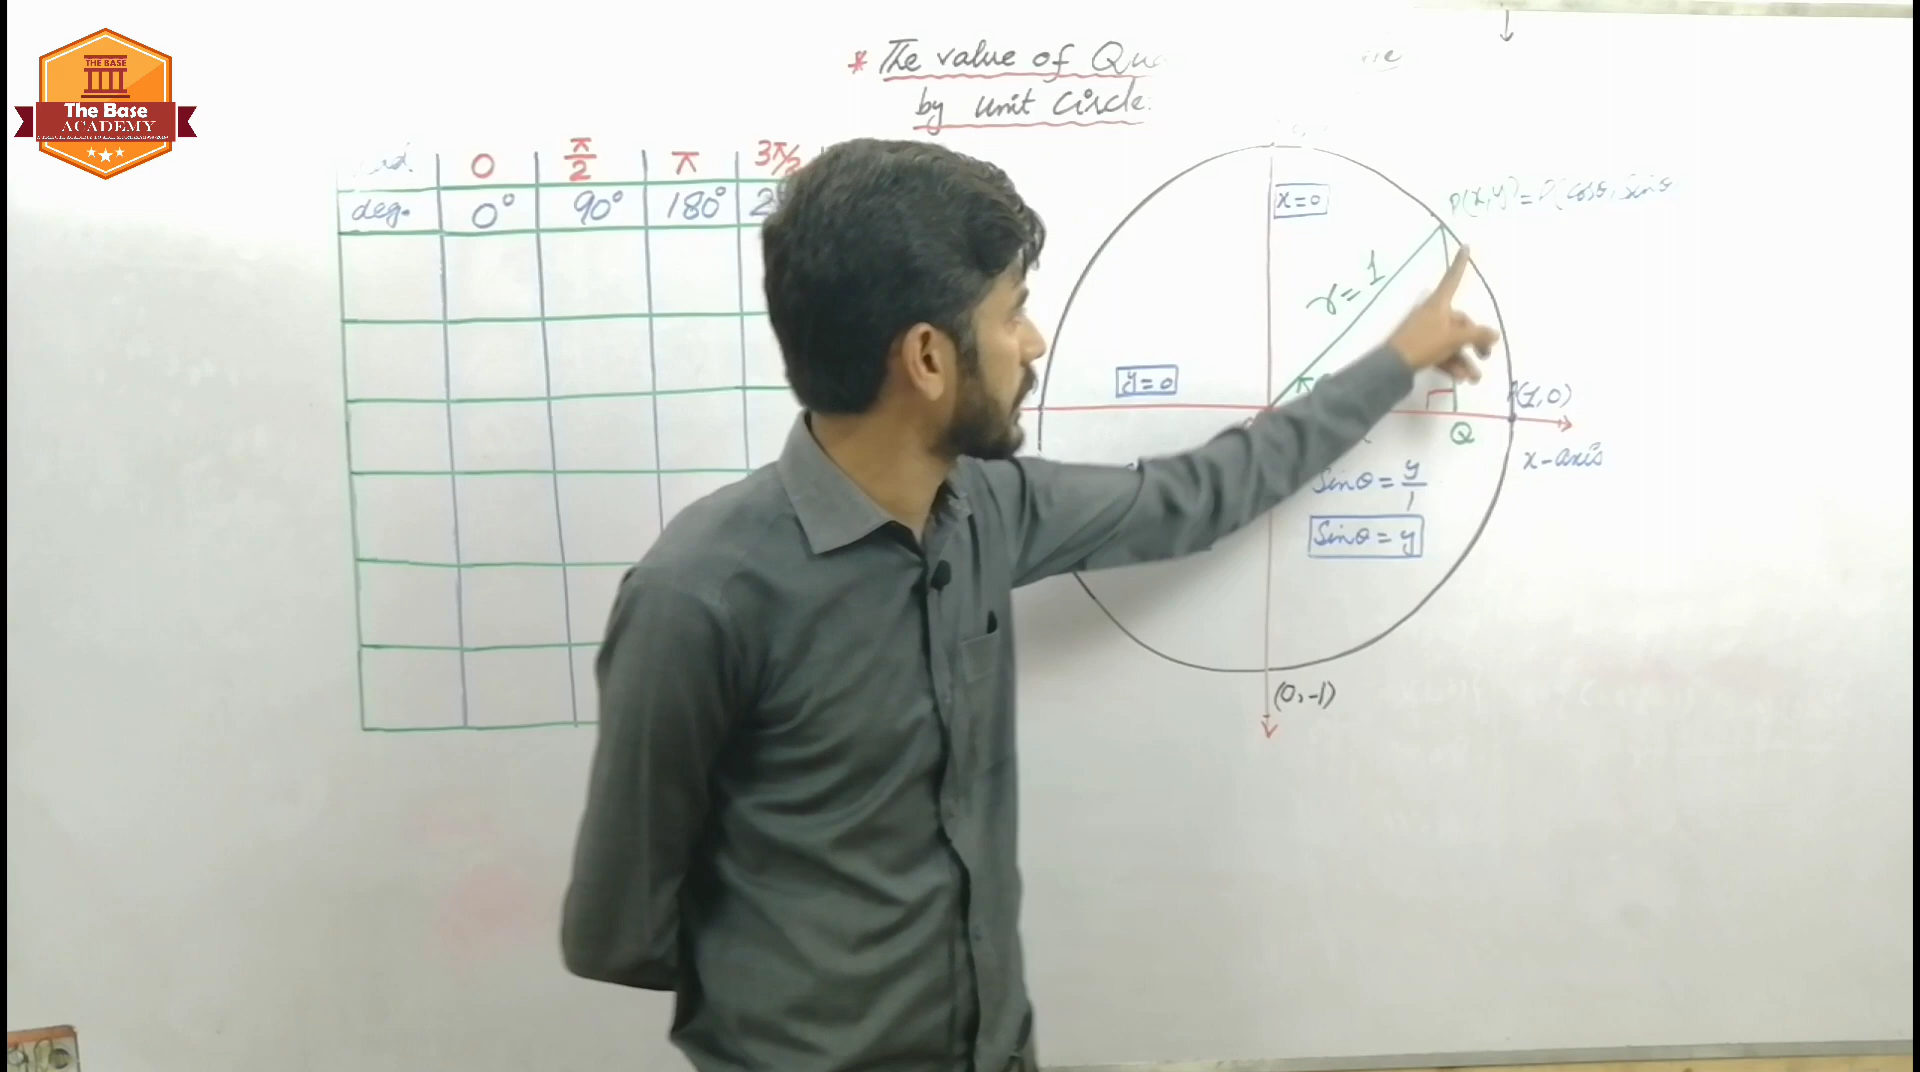 THE BASE
The Base
ACADEMY
* The value of
by unit circle:
0 π/2 π 3π/2
deg. 0° 90° 180°
x=0
P(x,y)=P(cosθ, sinθ
r=1
y=0
(1,0)
Q
x-axis
Sinθ = y/1
Sinθ = y
(0,-1)